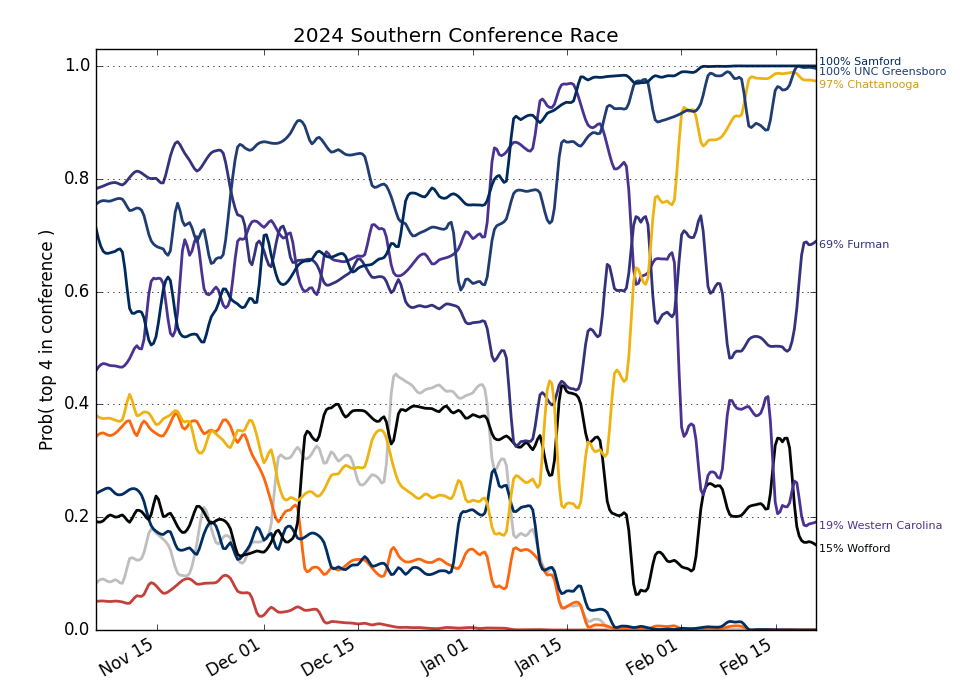 2024 Southern Conference Race
Prob( top 4 in conference )
1.0
0.8
0.6
0.4
0.2
0.0
Nov 15
Dec 01
Dec 15
Jan 01
Jan 15
Feb 01
Feb 15
100% Samford
100% UNC Greensboro
97% Chattanooga
69% Furman
19% Western Carolina
15% Wofford